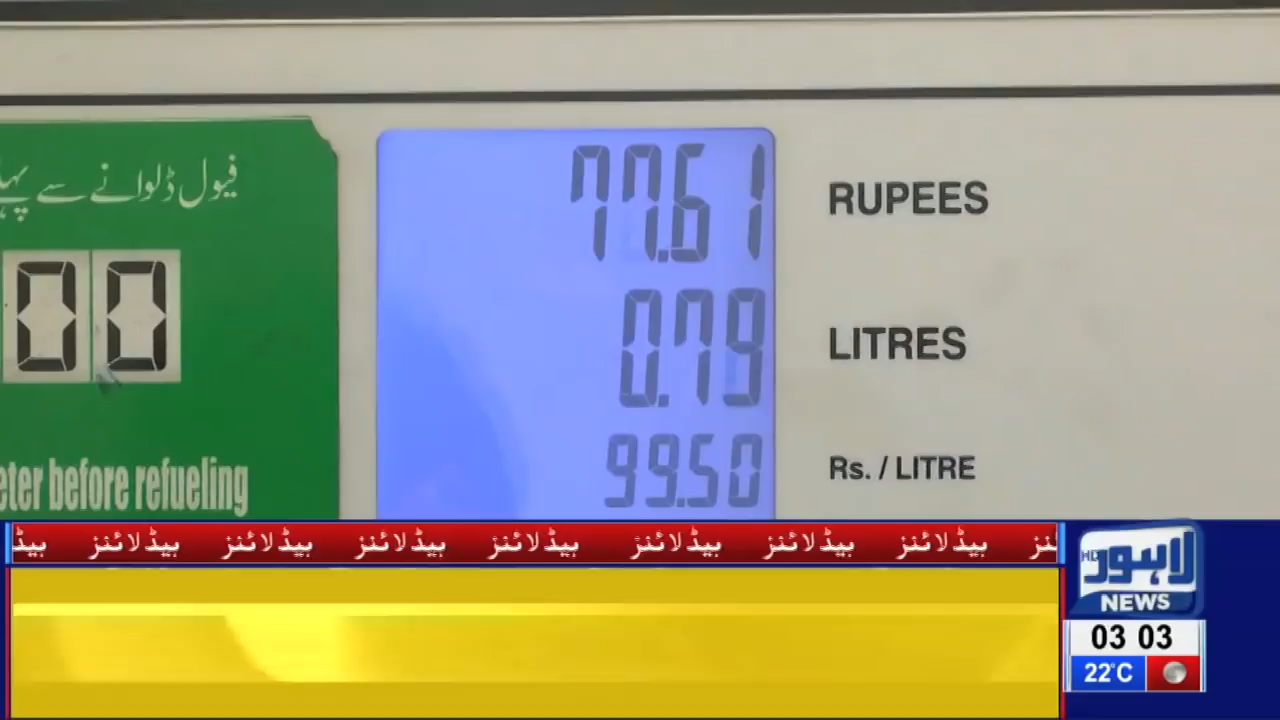 فیول ڈلوانے سے پہلے
00
eter before refueling
77.61 RUPEES
0.79 LITRES
99.50 Rs. / LITRE
ہیڈلائنز ہیڈلائنز ہیڈلائنز ہیڈلائنز ہیڈلائنز ہیڈلائنز ہیڈلائنز
لاہور
HD
NEWS
03 03
22°C